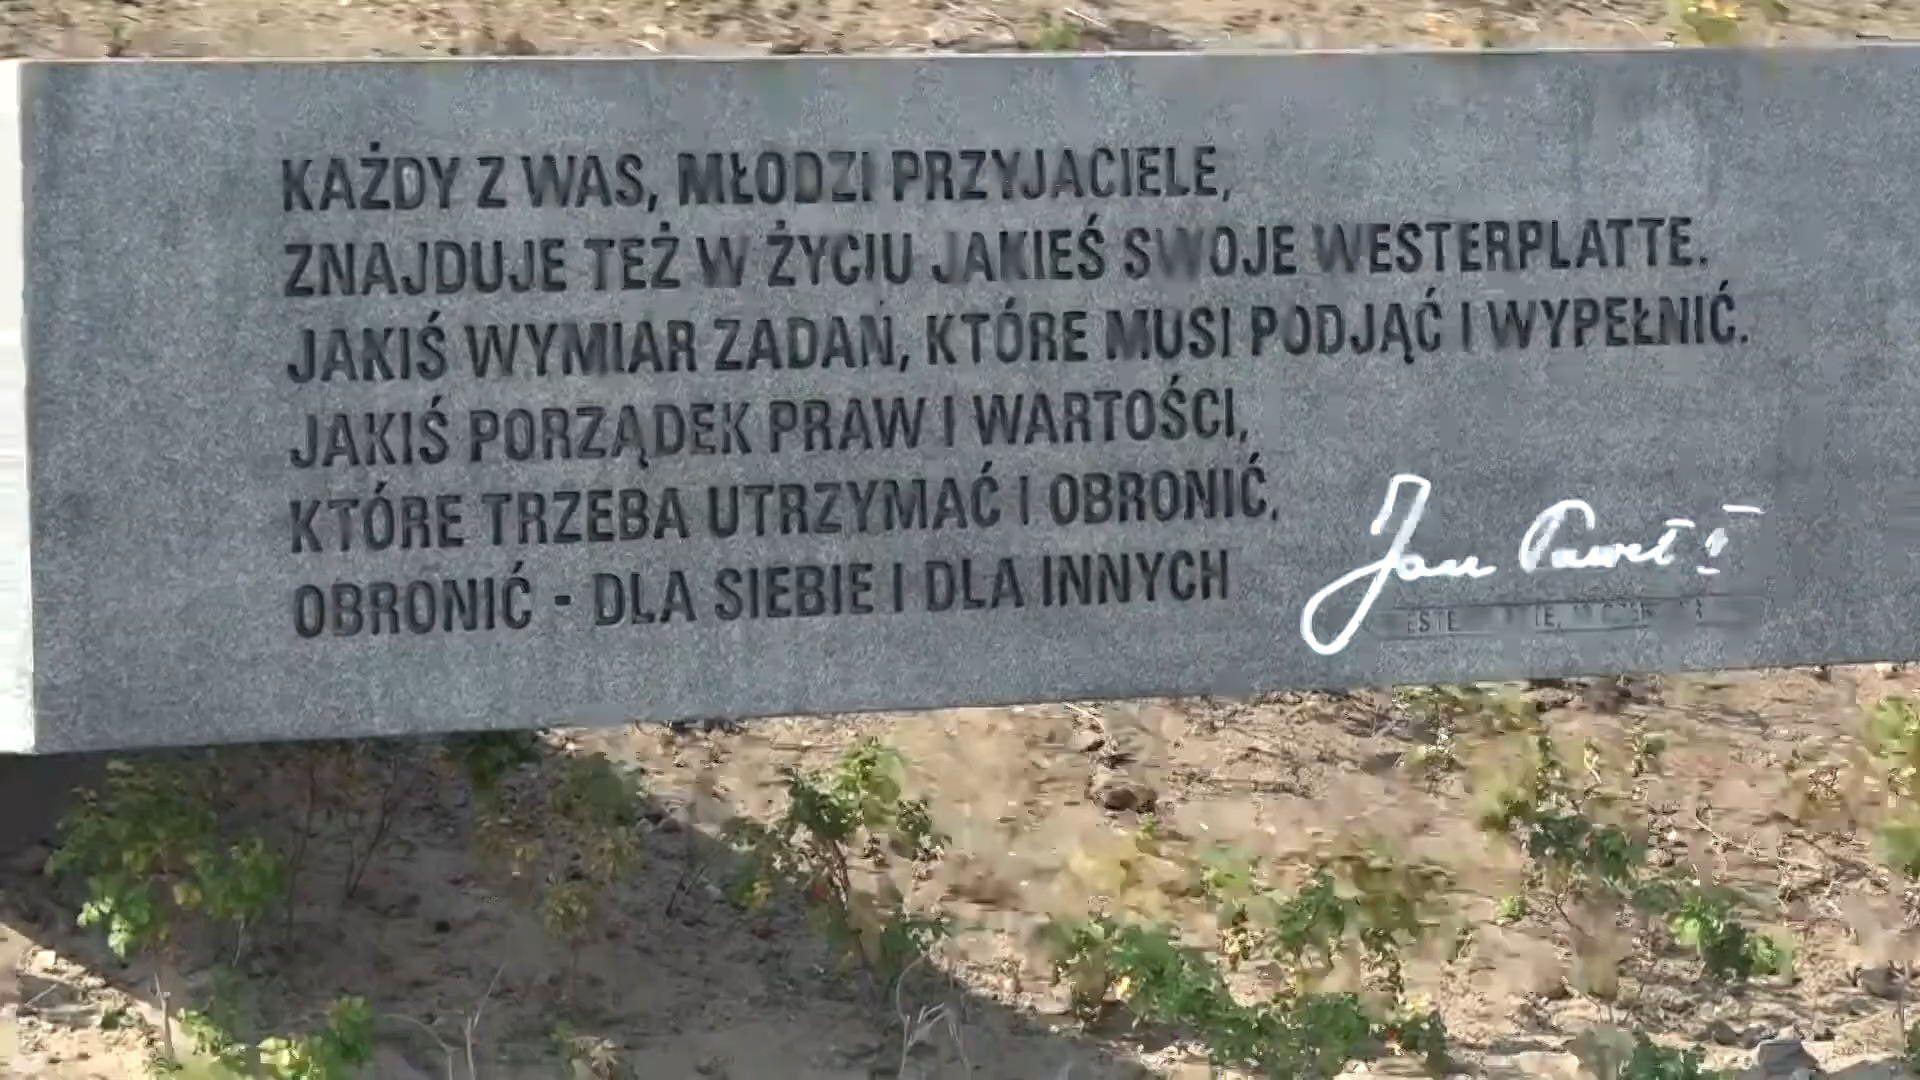 KAŻDY Z WAS, MŁODZI PRZYJACIELE,
ZNAJDUJE TEŻ W ŻYCIU JAKIEŚ SWOJE WESTERPLATTE.
JAKIŚ WYMIAR ZADAŃ, KTÓRE MUSI PODJĄĆ I WYPEŁNIĆ.
JAKIŚ PORZĄDEK PRAW I WARTOŚCI,
KTÓRE TRZEBA UTRZYMAĆ I OBRONIĆ.
OBRONIĆ - DLA SIEBIE I DLA INNYCH
Jan Paweł II